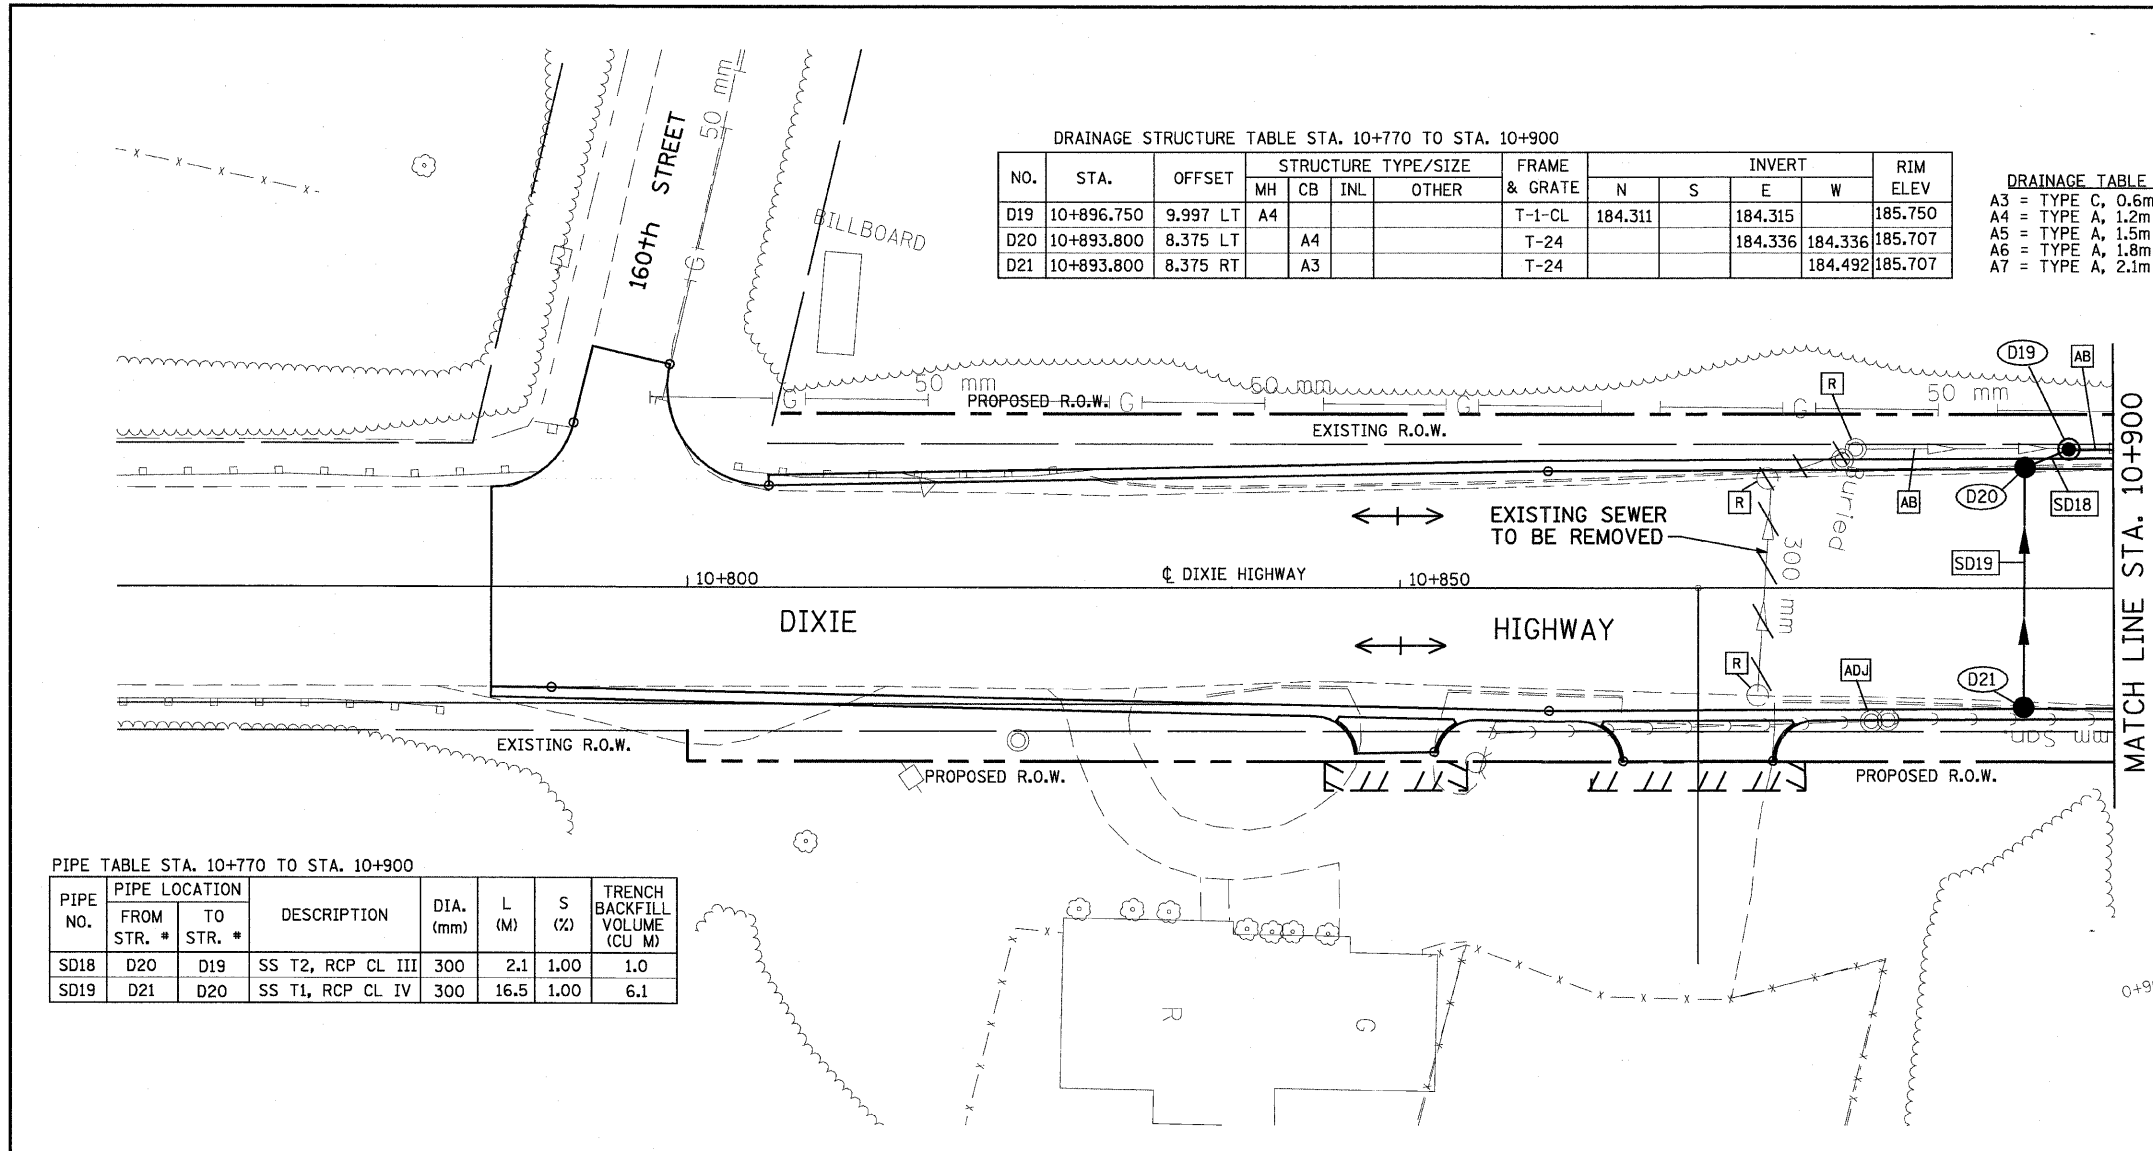 50 mm
160th STREET
G
BILLBOARD
DRAINAGE STRUCTURE TABLE STA. 10+770 TO STA. 10+900
NO. STA. OFFSET STRUCTURE TYPE/SIZE FRAME & GRATE INVERT RIM ELEV
MH CB INL OTHER N S E W
D19 10+896.750 9.997 LT A4 T-1-CL 184.311 184.315 185.750
D20 10+893.800 8.375 LT A4 T-24 184.336 184.336 185.707
D21 10+893.800 8.375 RT A3 T-24 184.492 185.707
DRAINAGE TABLE
A3 = TYPE C, 0.6m
A4 = TYPE A, 1.2m
A5 = TYPE A, 1.5m
A6 = TYPE A, 1.8m
A7 = TYPE A, 2.1m
D19
AB
R
50 mm
50 mm
50 mm
G
PROPOSED R.O.W.
G
G
G
EXISTING R.O.W.
Buried
R
AB
D20
SD18
EXISTING SEWER
TO BE REMOVED
300 mm
SD19
10+800
℄ DIXIE HIGHWAY
10+850
DIXIE
HIGHWAY
R
ADJ
D21
MATCH LINE STA. 10+900
EXISTING R.O.W.
mm San.
PROPOSED R.O.W.
PROPOSED R.O.W.
PIPE TABLE STA. 10+770 TO STA. 10+900
PIPE NO. PIPE LOCATION DESCRIPTION DIA. (mm) L (M) S (%) TRENCH BACKFILL VOLUME (CU M)
FROM STR. # TO STR. #
SD18 D20 D19 SS T2, RCP CL III 300 2.1 1.00 1.0
SD19 D21 D20 SS T1, RCP CL IV 300 16.5 1.00 6.1
R
G